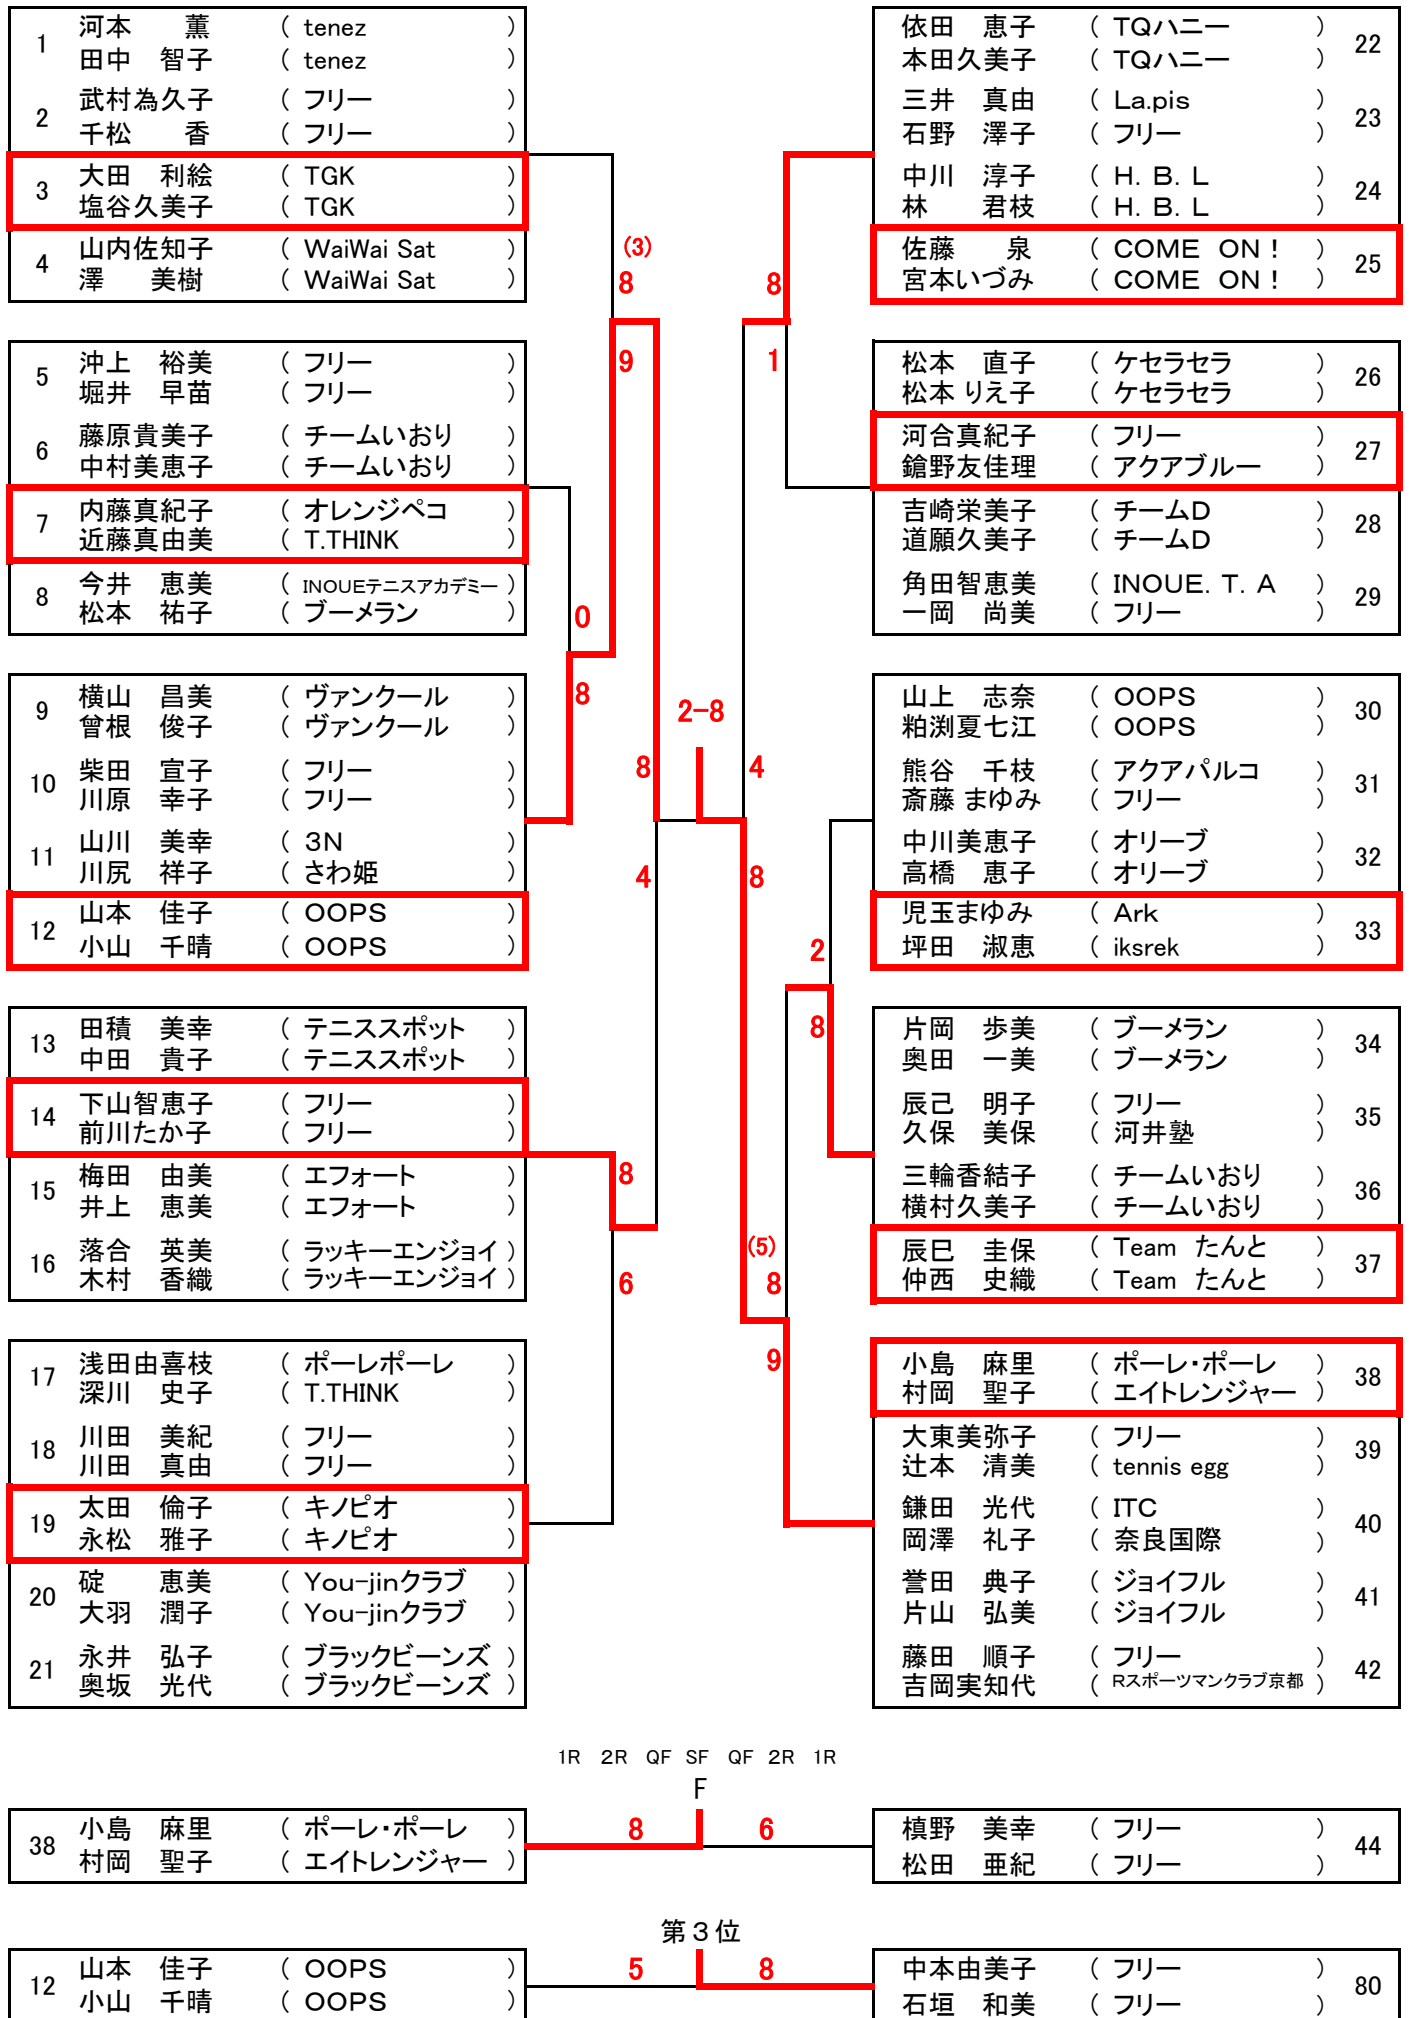 1 河本　　薫 ( tenez )
田中　智子 ( tenez )
2 武村為久子 ( フリー )
千松　　香 ( フリー )
3 大田　利絵 ( TGK )
塩谷久美子 ( TGK )
4 山内佐知子 ( WaiWai Sat )
澤　　美樹 ( WaiWai Sat )
5 沖上　裕美 ( フリー )
堀井　早苗 ( フリー )
6 藤原貴美子 ( チームいおり )
中村美恵子 ( チームいおり )
7 内藤真紀子 ( オレンジペコ )
近藤真由美 ( T.THINK )
8 今井　恵美 ( INOUEテニスアカデミー )
松本　祐子 ( ブーメラン )
9 横山　昌美 ( ヴァンクール )
曾根　俊子 ( ヴァンクール )
10 柴田　宣子 ( フリー )
川原　幸子 ( フリー )
11 山川　美幸 ( 3N )
川尻　祥子 ( さわ姫 )
12 山本　佳子 ( OOPS )
小山　千晴 ( OOPS )
13 田積　美幸 ( テニススポット )
中田　貴子 ( テニススポット )
14 下山智恵子 ( フリー )
前川たか子 ( フリー )
15 梅田　由美 ( エフォート )
井上　恵美 ( エフォート )
16 落合　英美 ( ラッキーエンジョイ )
木村　香織 ( ラッキーエンジョイ )
17 浅田由喜枝 ( ポーレポーレ )
深川　史子 ( T.THINK )
18 川田　美紀 ( フリー )
川田　真由 ( フリー )
19 太田　倫子 ( キノピオ )
永松　雅子 ( キノピオ )
20 碇　　恵美 ( You-jinクラブ )
大羽　潤子 ( You-jinクラブ )
21 永井　弘子 ( ブラックビーンズ )
奥坂　光代 ( ブラックビーンズ )
(3)
8
9
0
8
8
4
8
6
2-8
8
1
4
8
2
8
(5)
8
9
依田　恵子 ( TQハニー ) 22
本田久美子 ( TQハニー )
三井　真由 ( La.pis ) 23
石野　澤子 ( フリー )
中川　淳子 ( H. B. L ) 24
林　　君枝 ( H. B. L )
佐藤　　泉 ( COME ON ! ) 25
宮本いづみ ( COME ON ! )
松本　直子 ( ケセラセラ ) 26
松本 りえ子 ( ケセラセラ )
河合真紀子 ( フリー ) 27
鎗野友佳理 ( アクアブルー )
吉崎栄美子 ( チームD ) 28
道願久美子 ( チームD )
角田智恵美 ( INOUE. T. A ) 29
一岡　尚美 ( フリー )
山上　志奈 ( OOPS ) 30
粕渕夏七江 ( OOPS )
熊谷　千枝 ( アクアパルコ ) 31
斎藤 まゆみ ( フリー )
中川美恵子 ( オリーブ ) 32
高橋　恵子 ( オリーブ )
児玉まゆみ ( Ark ) 33
坪田　淑恵 ( iksrek )
片岡　歩美 ( ブーメラン ) 34
奥田　一美 ( ブーメラン )
辰己　明子 ( フリー ) 35
久保　美保 ( 河井塾 )
三輪香結子 ( チームいおり ) 36
横村久美子 ( チームいおり )
辰巳　圭保 ( Team たんと ) 37
仲西　史織 ( Team たんと )
小島　麻里 ( ポーレ・ポーレ ) 38
村岡　聖子 ( エイトレンジャー )
大東美弥子 ( フリー ) 39
辻本　清美 ( tennis egg )
鎌田　光代 ( ITC ) 40
岡澤　礼子 ( 奈良国際 )
誉田　典子 ( ジョイフル ) 41
片山　弘美 ( ジョイフル )
藤田　順子 ( フリー ) 42
吉岡実知代 ( Rスポーツマンクラブ京都 )
1R 2R QF SF QF 2R 1R
F
38 小島　麻里 ( ポーレ・ポーレ ) 8 6 槙野　美幸 ( フリー ) 44
村岡　聖子 ( エイトレンジャー ) 松田　亜紀 ( フリー )
第３位
12 山本　佳子 ( OOPS ) 5 8 中本由美子 ( フリー ) 80
小山　千晴 ( OOPS ) 石垣　和美 ( フリー )